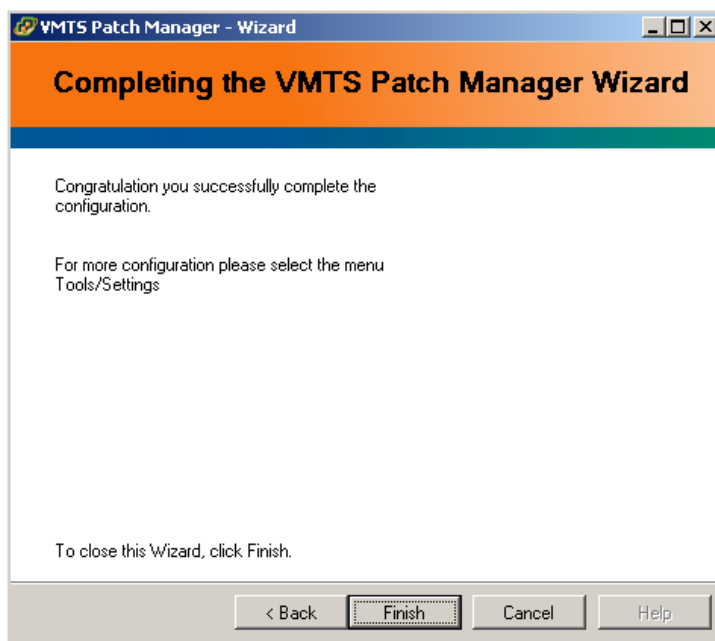 VMTS Patch Manager - Wizard
Completing the VMTS Patch Manager Wizard
Congratulation you successfully complete the
configuration.
For more configuration please select the menu
Tools/Settings
To close this Wizard, click Finish.
< Back Finish Cancel Help